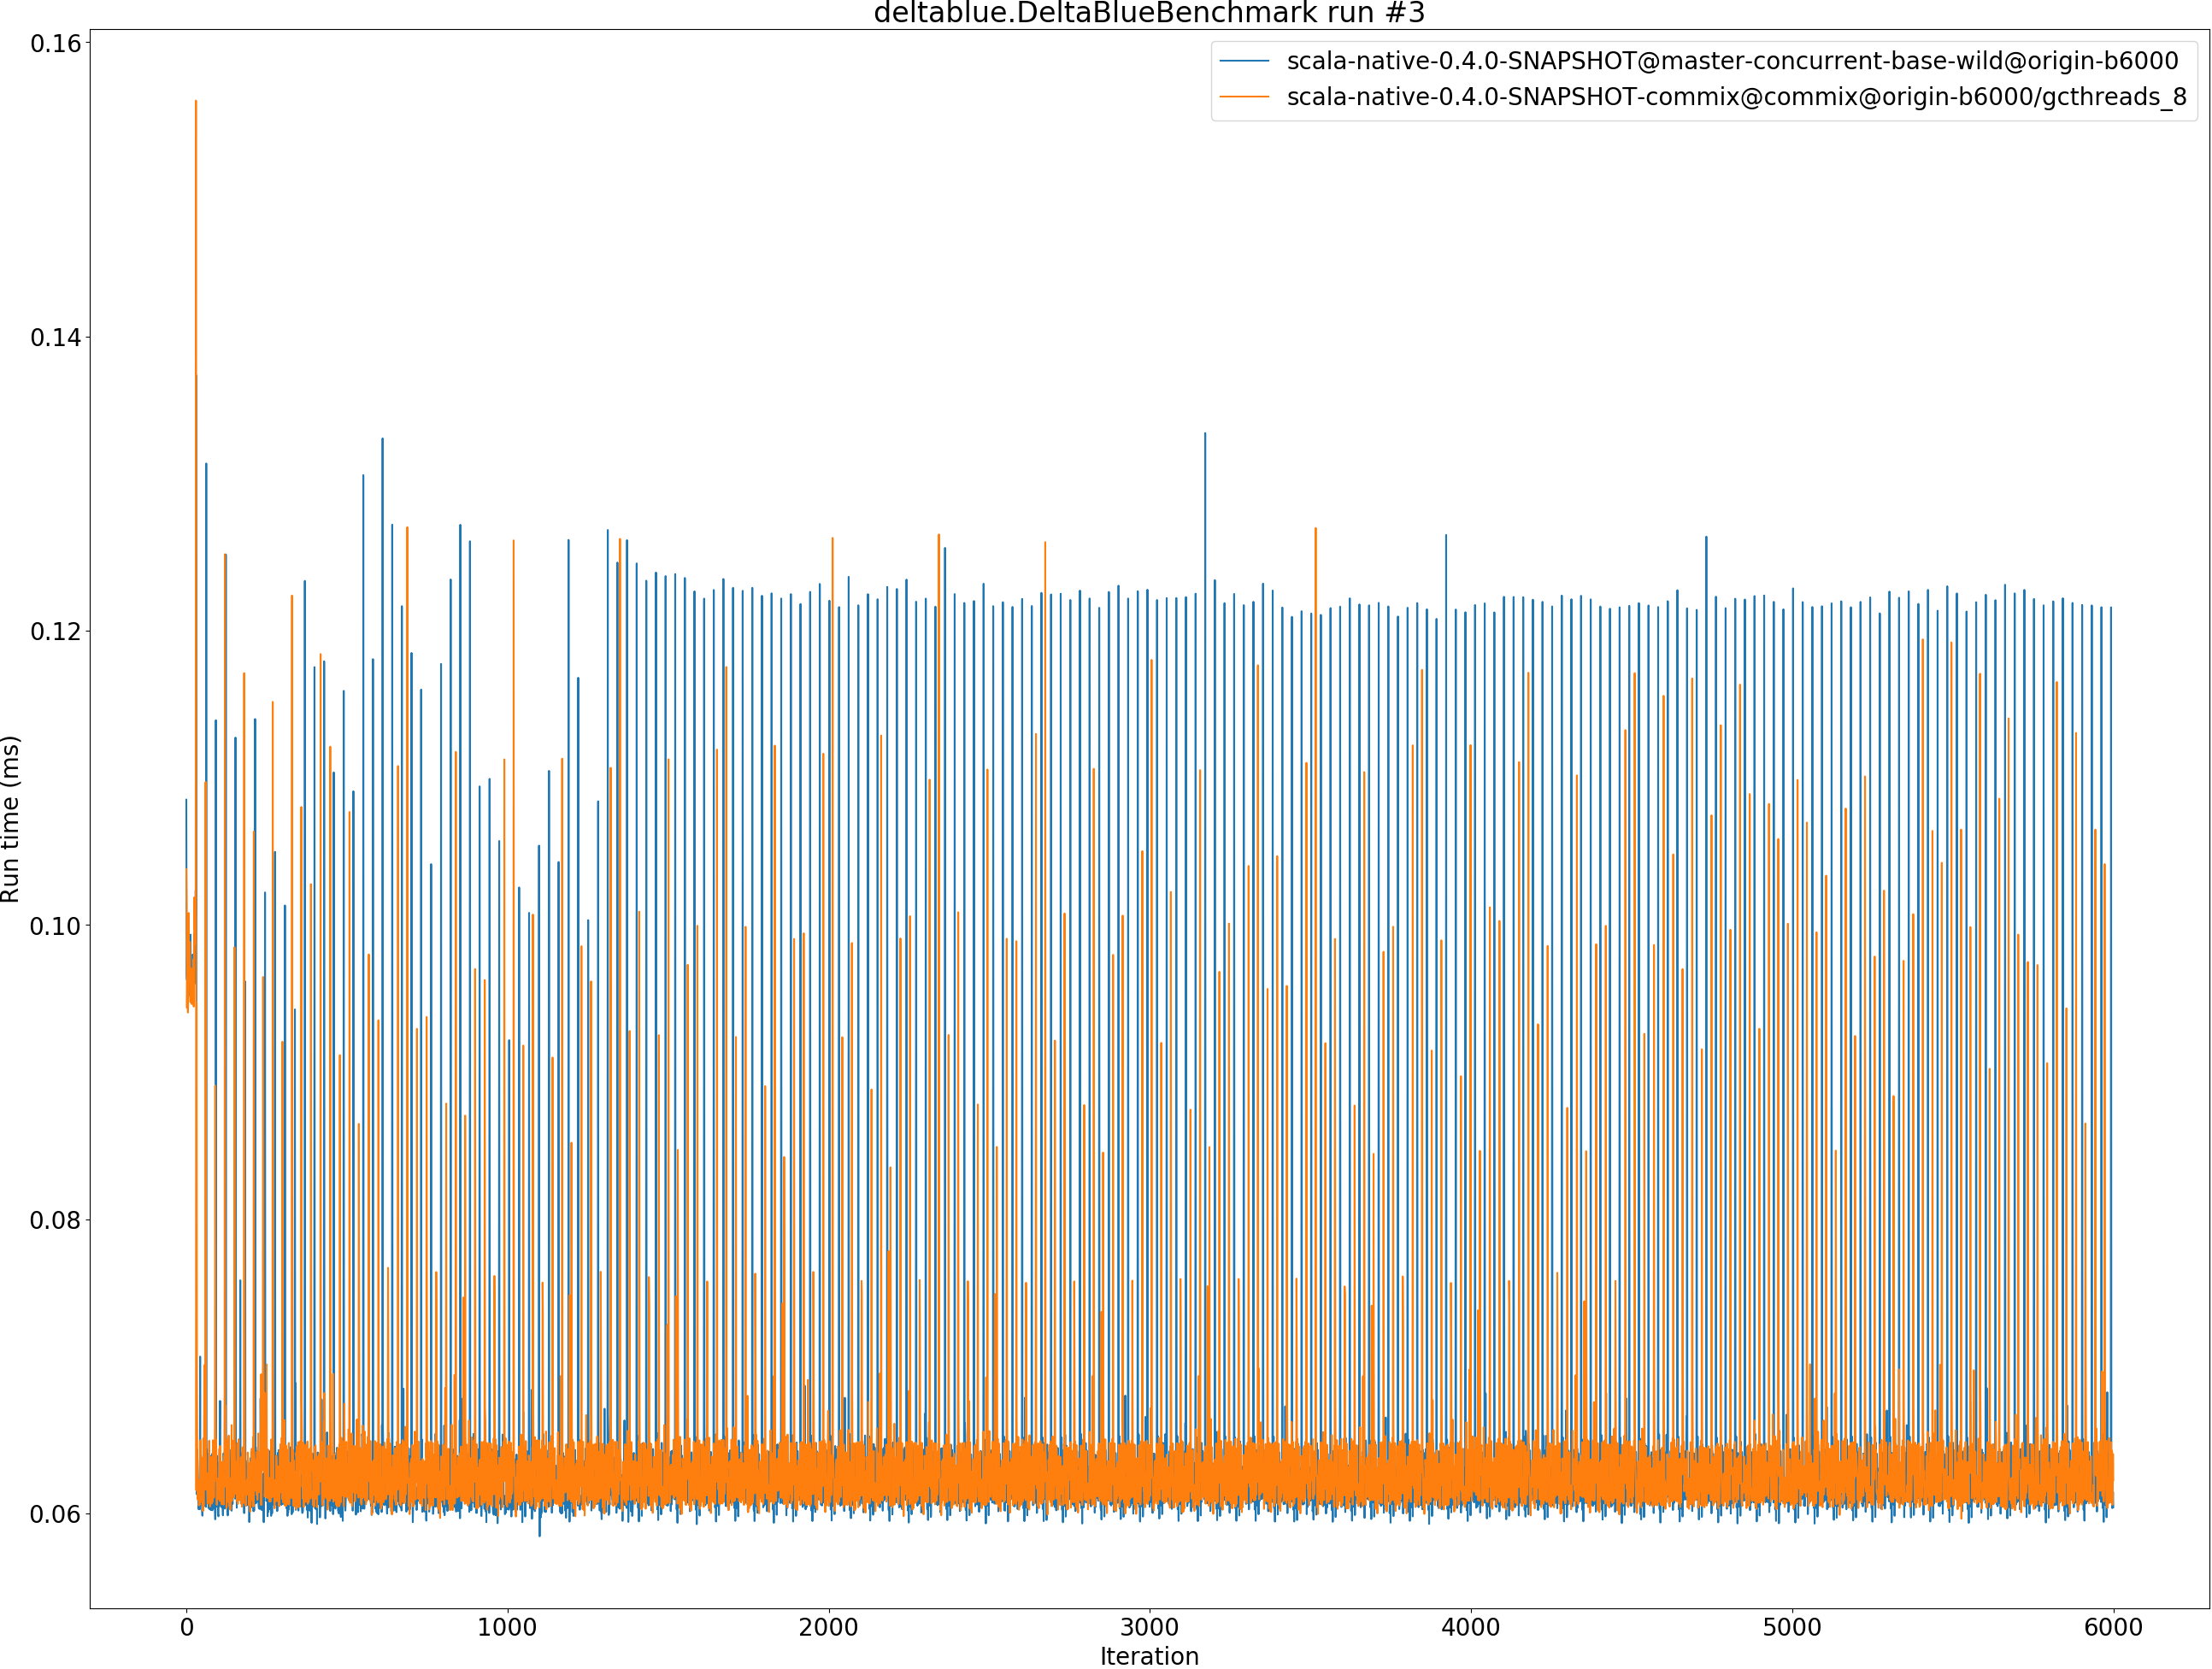 deltablue.DeltaBlueBenchmark run #3
scala-native-0.4.0-SNAPSHOT@master-concurrent-base-wild@origin-b6000
scala-native-0.4.0-SNAPSHOT-commix@commix@origin-b6000/gcthreads_8
Run time (ms)
0.16
0.14
0.12
0.10
0.08
0.06
0 1000 2000 3000 4000 5000 6000
Iteration